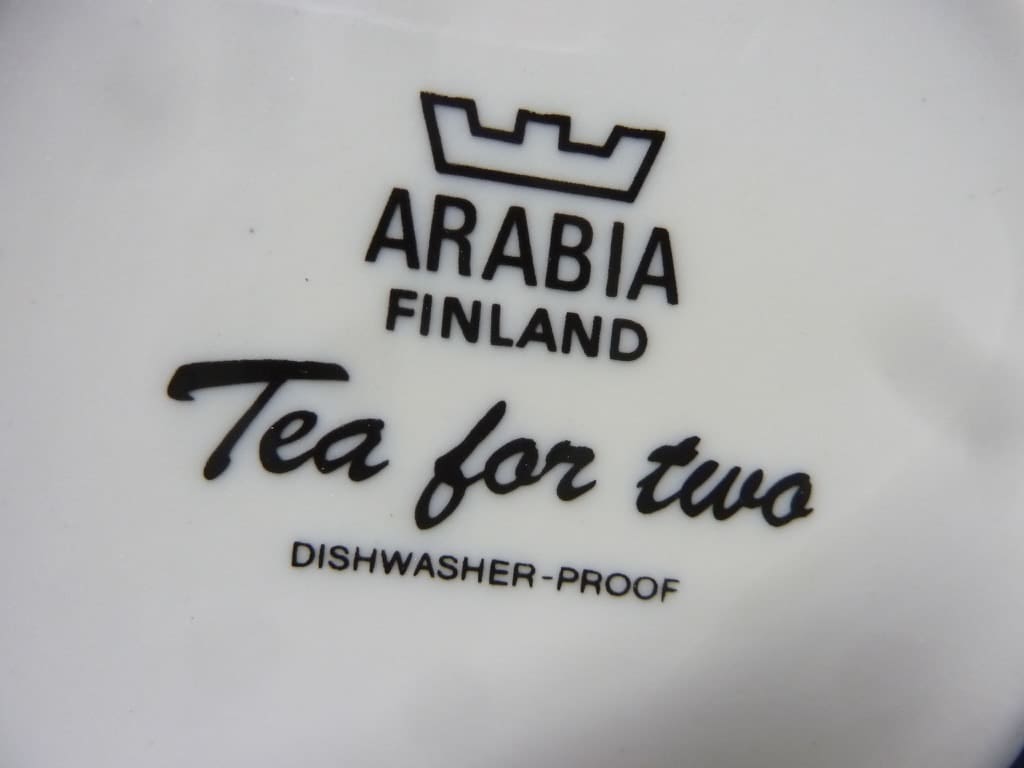 ARABIA
FINLAND
Tea for two
DISHWASHER-PROOF